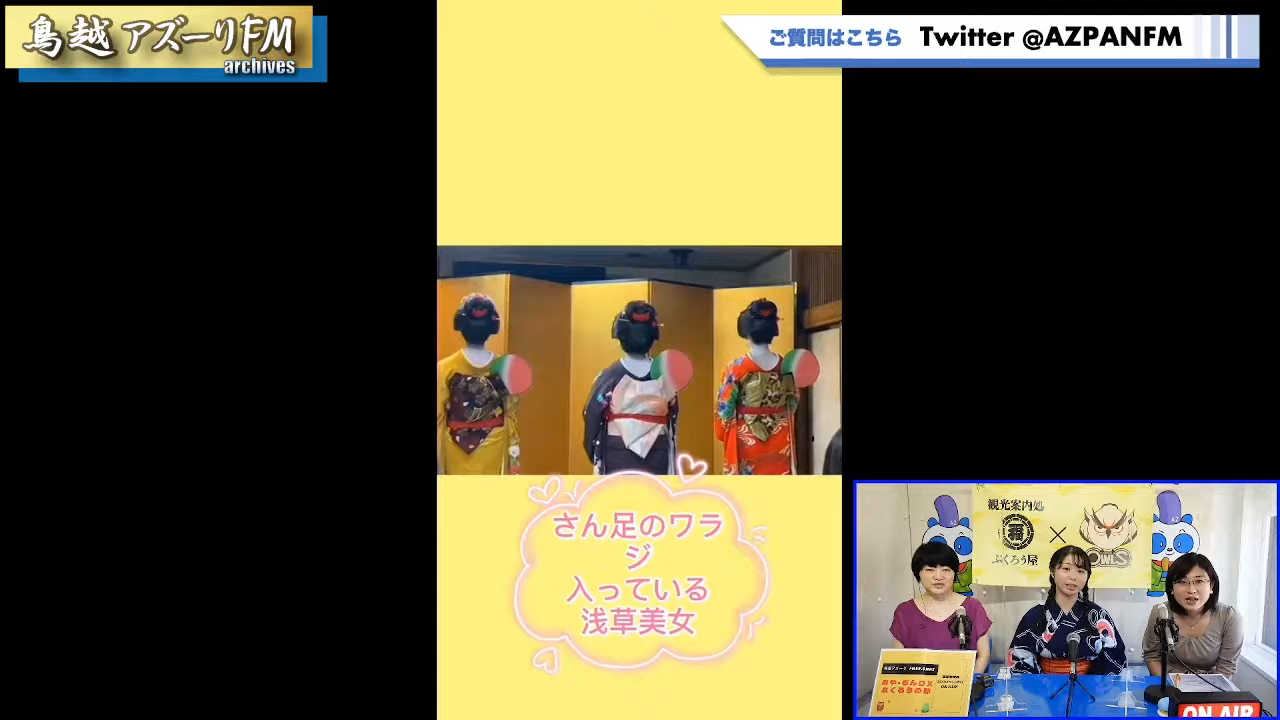 鳥越アズーリFM
archives
ご質問はこちら Twitter @AZPANFM
さん足のワラ
ジ
入っている
浅草美女
観光案内処
ふくろう屋
×
OWLS
ON AIR